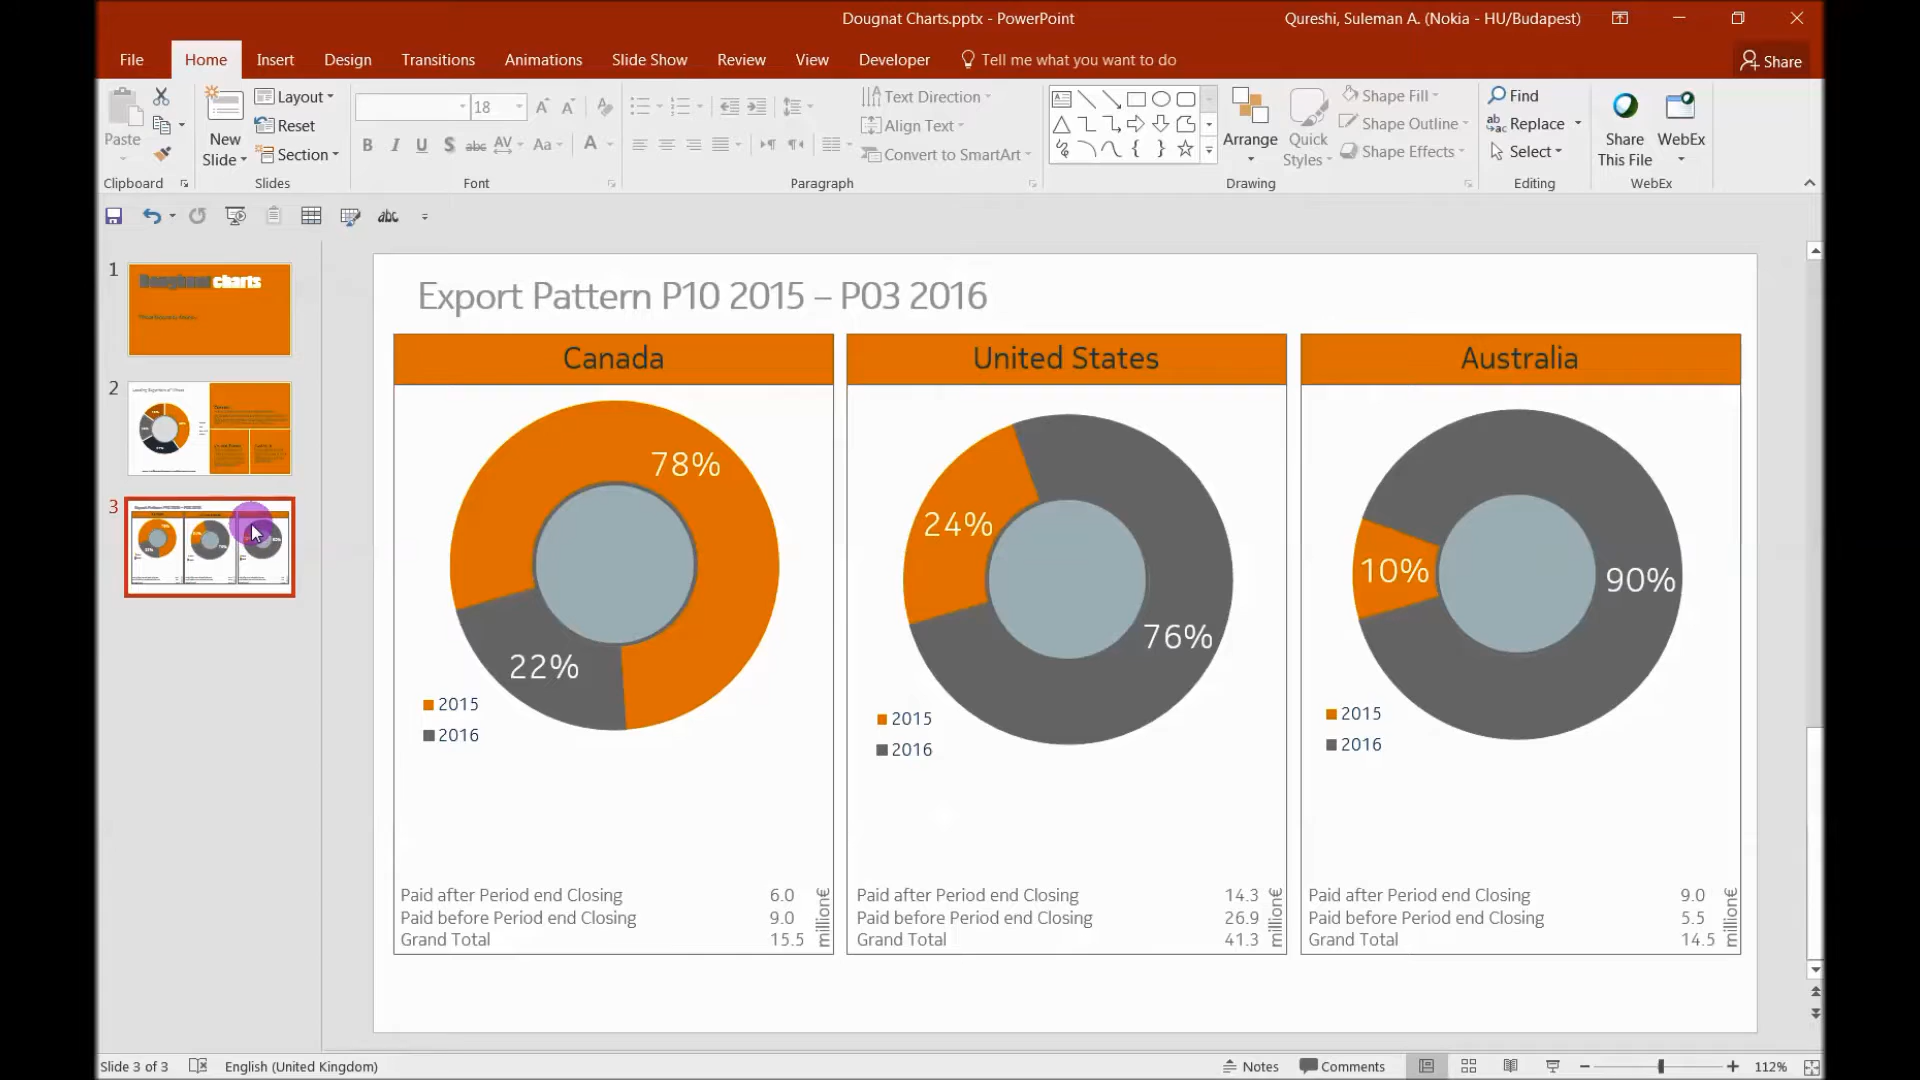 Dougnat Charts.pptx - PowerPoint
Qureshi, Suleman A. (Nokia - HU/Budapest)
File
Home
Insert
Design
Transitions
Animations
Slide Show
Review
View
Developer
Tell me what you want to do
Share
Paste
New Slide
Layout
Reset
Section
18
B I U S abc AV Aa A
Text Direction
Align Text
Convert to SmartArt
Arrange
Quick Styles
Shape Fill
Shape Outline
Shape Effects
Find
Replace
Select
Share This File
WebEx
Clipboard
Slides
Font
Paragraph
Drawing
Editing
WebEx
abc
1
charts
2
3
Export Pattern P10 2015 – P03 2016
Canada
78%
22%
2015
2016
Paid after Period end Closing 6.0
Paid before Period end Closing 9.0
Grand Total 15.5
million€
United States
24%
76%
2015
2016
Paid after Period end Closing 14.3
Paid before Period end Closing 26.9
Grand Total 41.3
million€
Australia
10%
90%
2015
2016
Paid after Period end Closing 9.0
Paid before Period end Closing 5.5
Grand Total 14.5
million€
Slide 3 of 3
English (United Kingdom)
Notes
Comments
112%